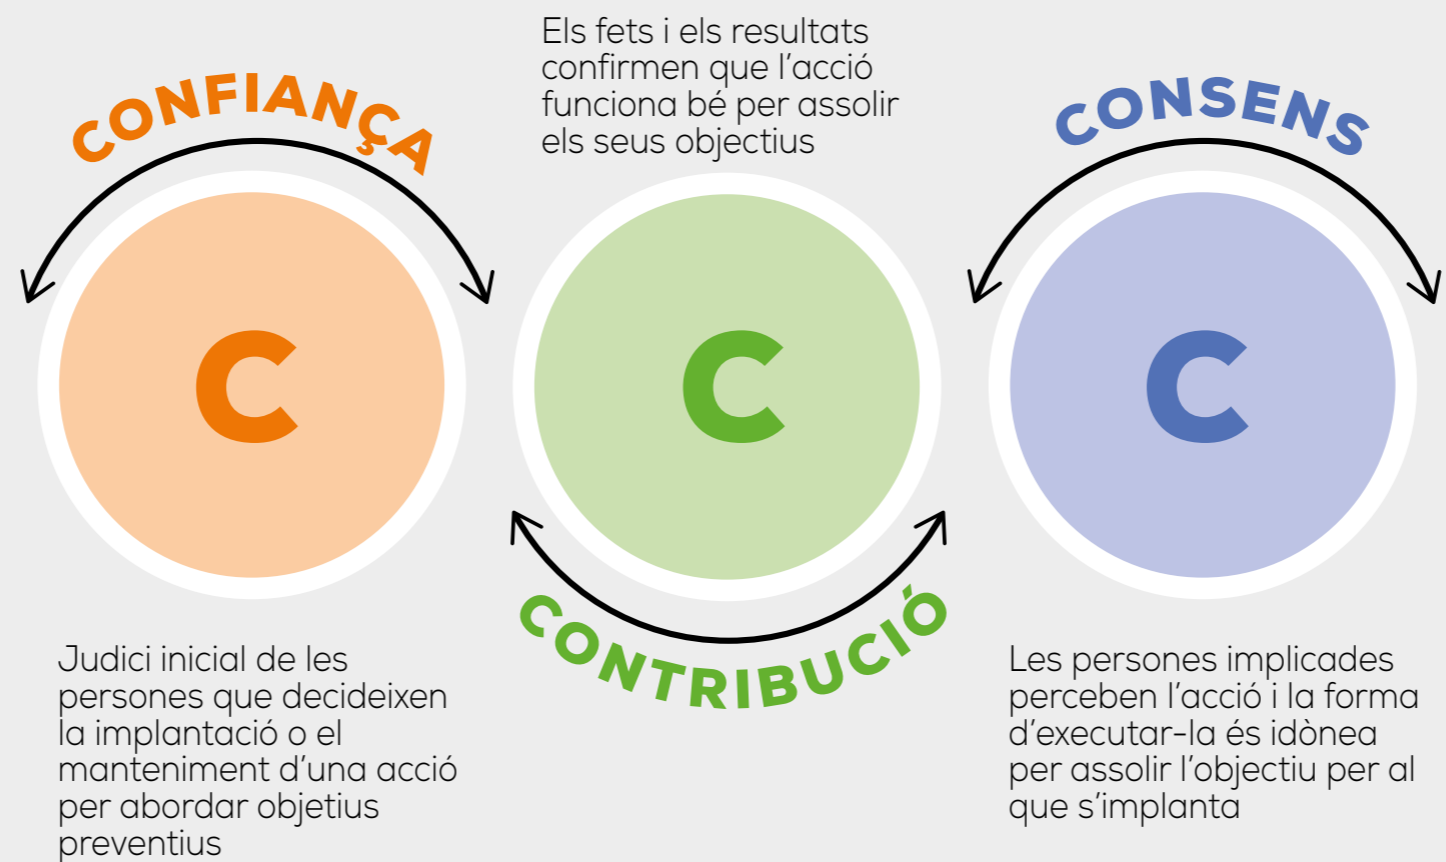 CONFIANÇA
C
Judici inicial de les
persones que decideixen
la implantació o el
manteniment d'una acció
per abordar objetius
preventius
Els fets i els resultats
confirmen que l'acció
funciona bé per assolir
els seus objectius
C
CONTRIBUCIÓ
CONSENS
C
Les persones implicades
perceben l'acció i la forma
d'executar-la és idònea
per assolir l'objectiu per al
que s'implanta